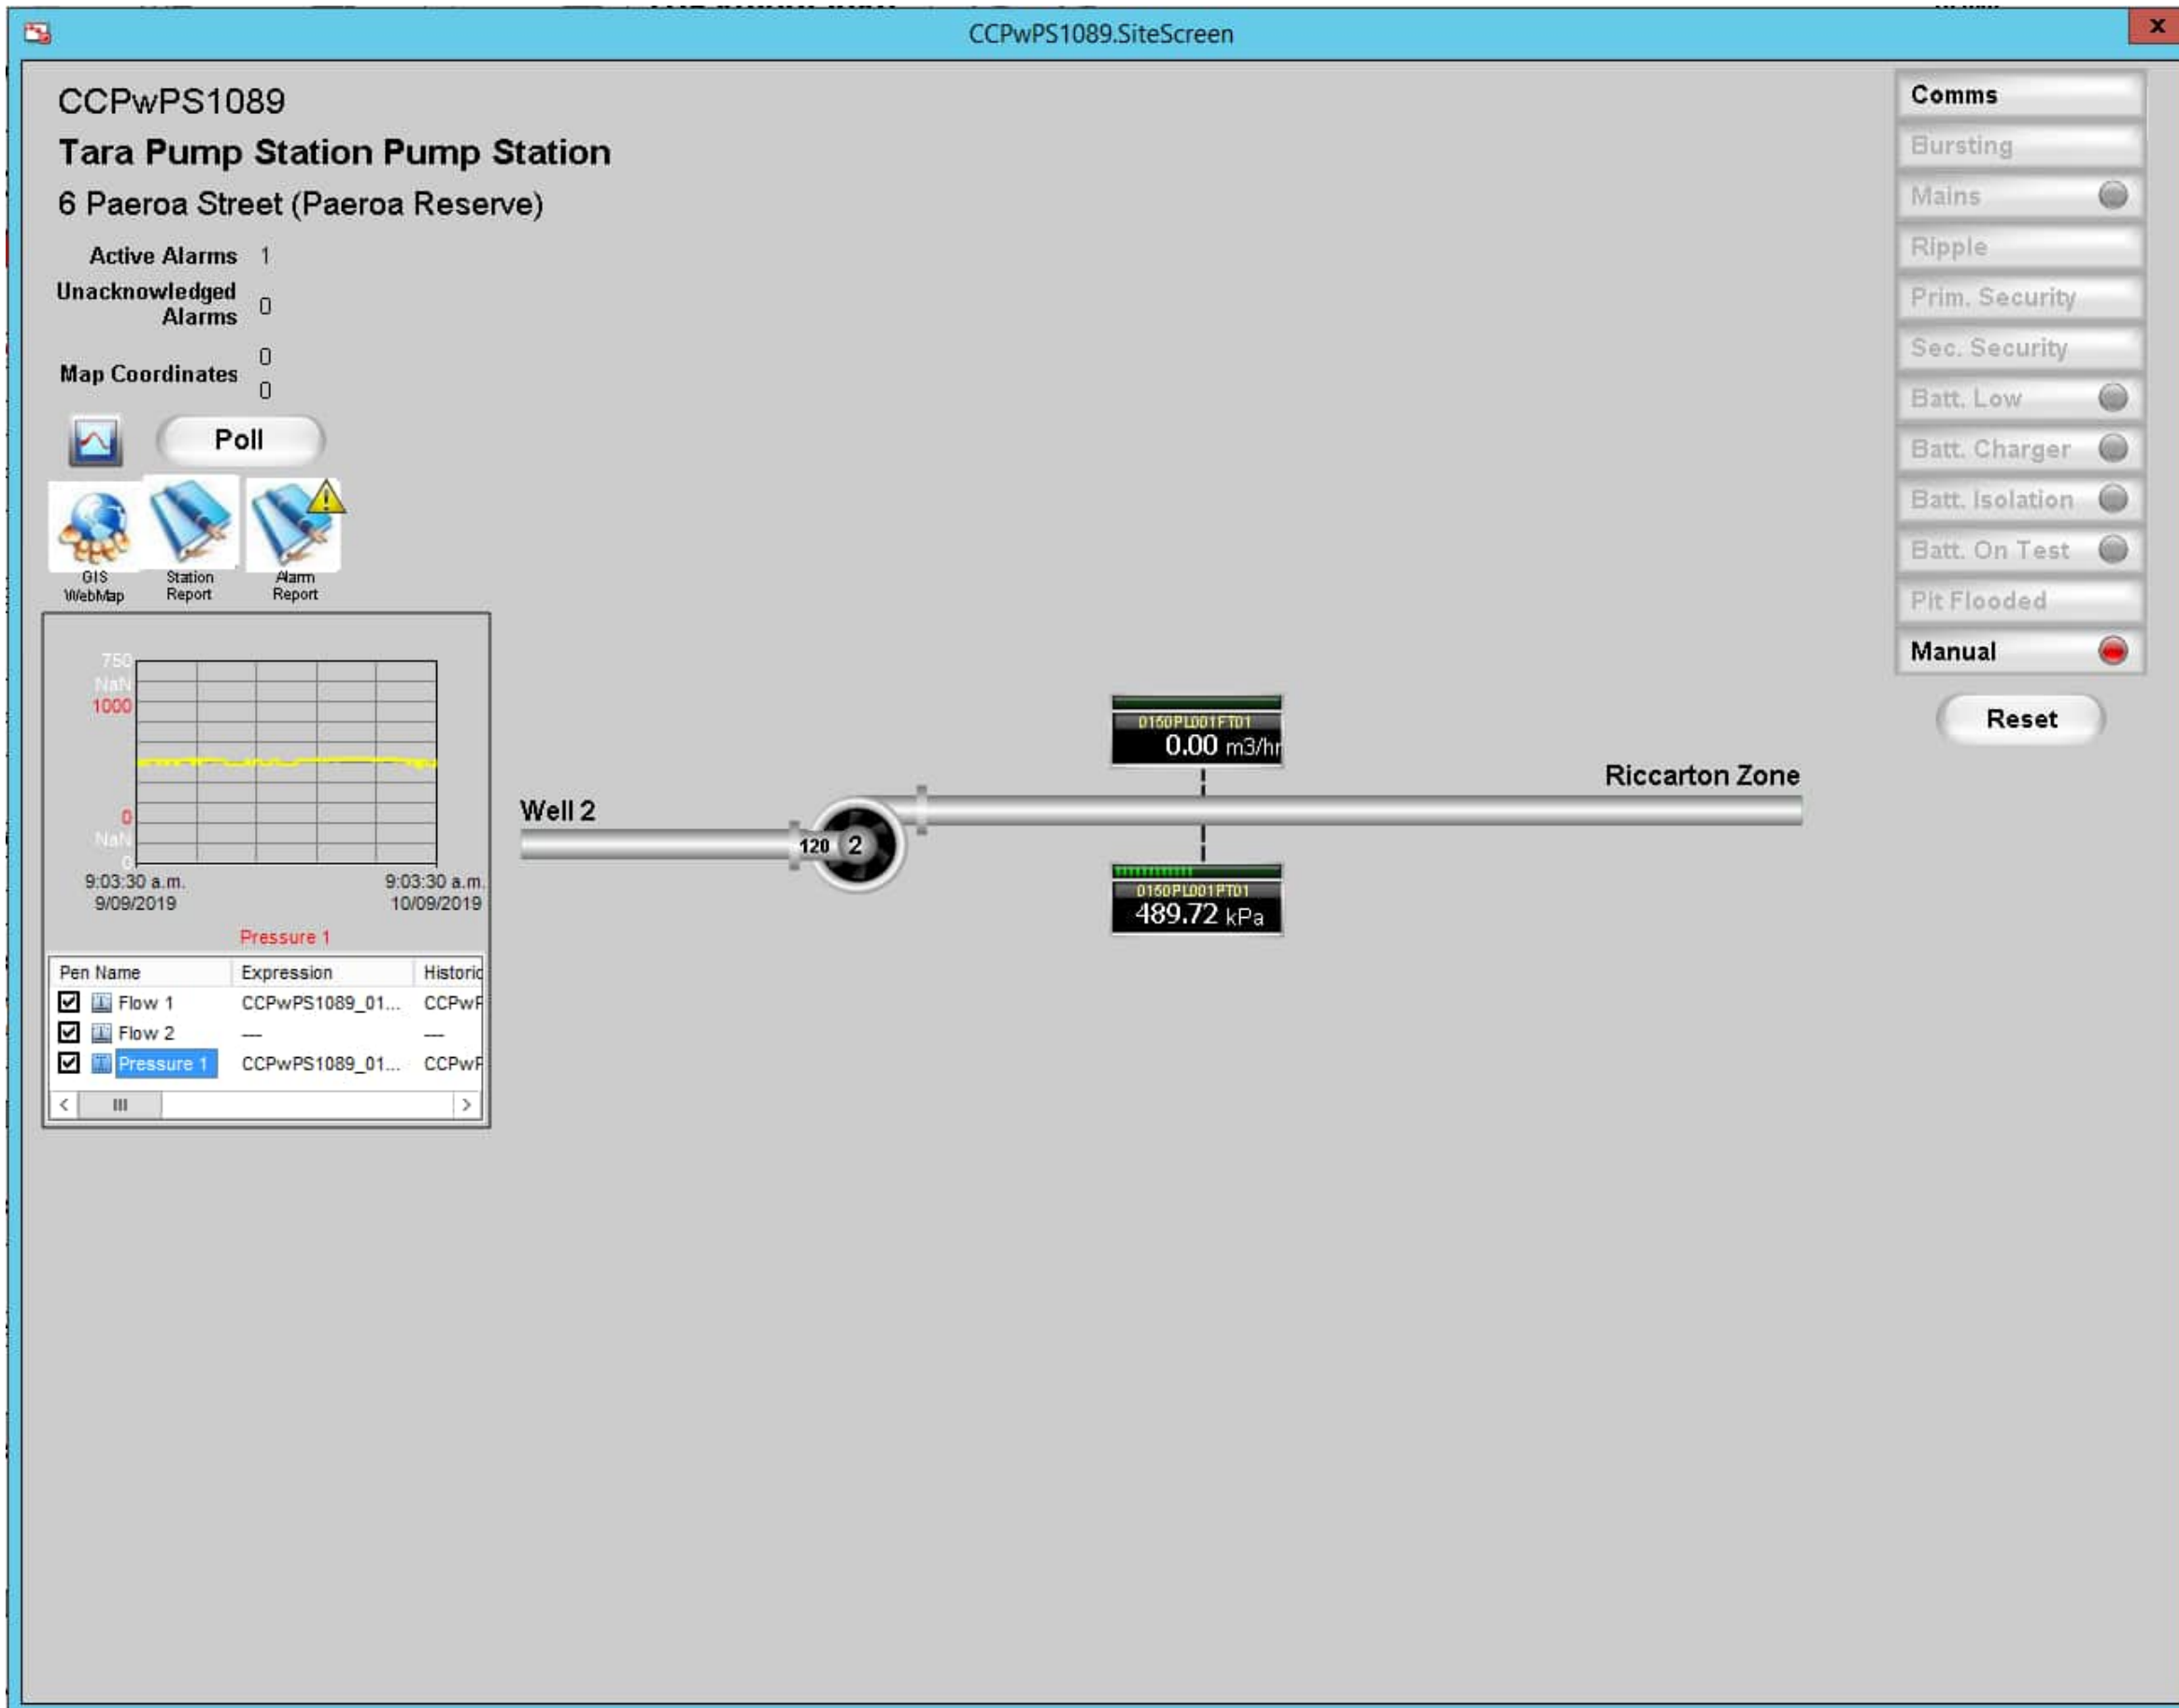 CCPwPS1089.SiteScreen
x
CCPwPS1089
Tara Pump Station Pump Station
6 Paeroa Street (Paeroa Reserve)
Active Alarms 1
Unacknowledged
Alarms 0
Map Coordinates 0
0
Poll
GIS WebMap
Station Report
Alarm Report
750
NaN
1000
0
NaN
0
9:03:30 a.m. 9:03:30 a.m.
9/09/2019 10/09/2019
Pressure 1
Pen Name Expression Historic
Flow 1 CCPwPS1089_01... CCPwP
Flow 2 --- ---
Pressure 1 CCPwPS1089_01... CCPwP
Well 2
120 2
0150PL001FT01
0.00 m3/hr
0150PL001PT01
489.72 kPa
Riccarton Zone
Comms
Bursting
Mains
Ripple
Prim. Security
Sec. Security
Batt. Low
Batt. Charger
Batt. Isolation
Batt. On Test
Pit Flooded
Manual
Reset